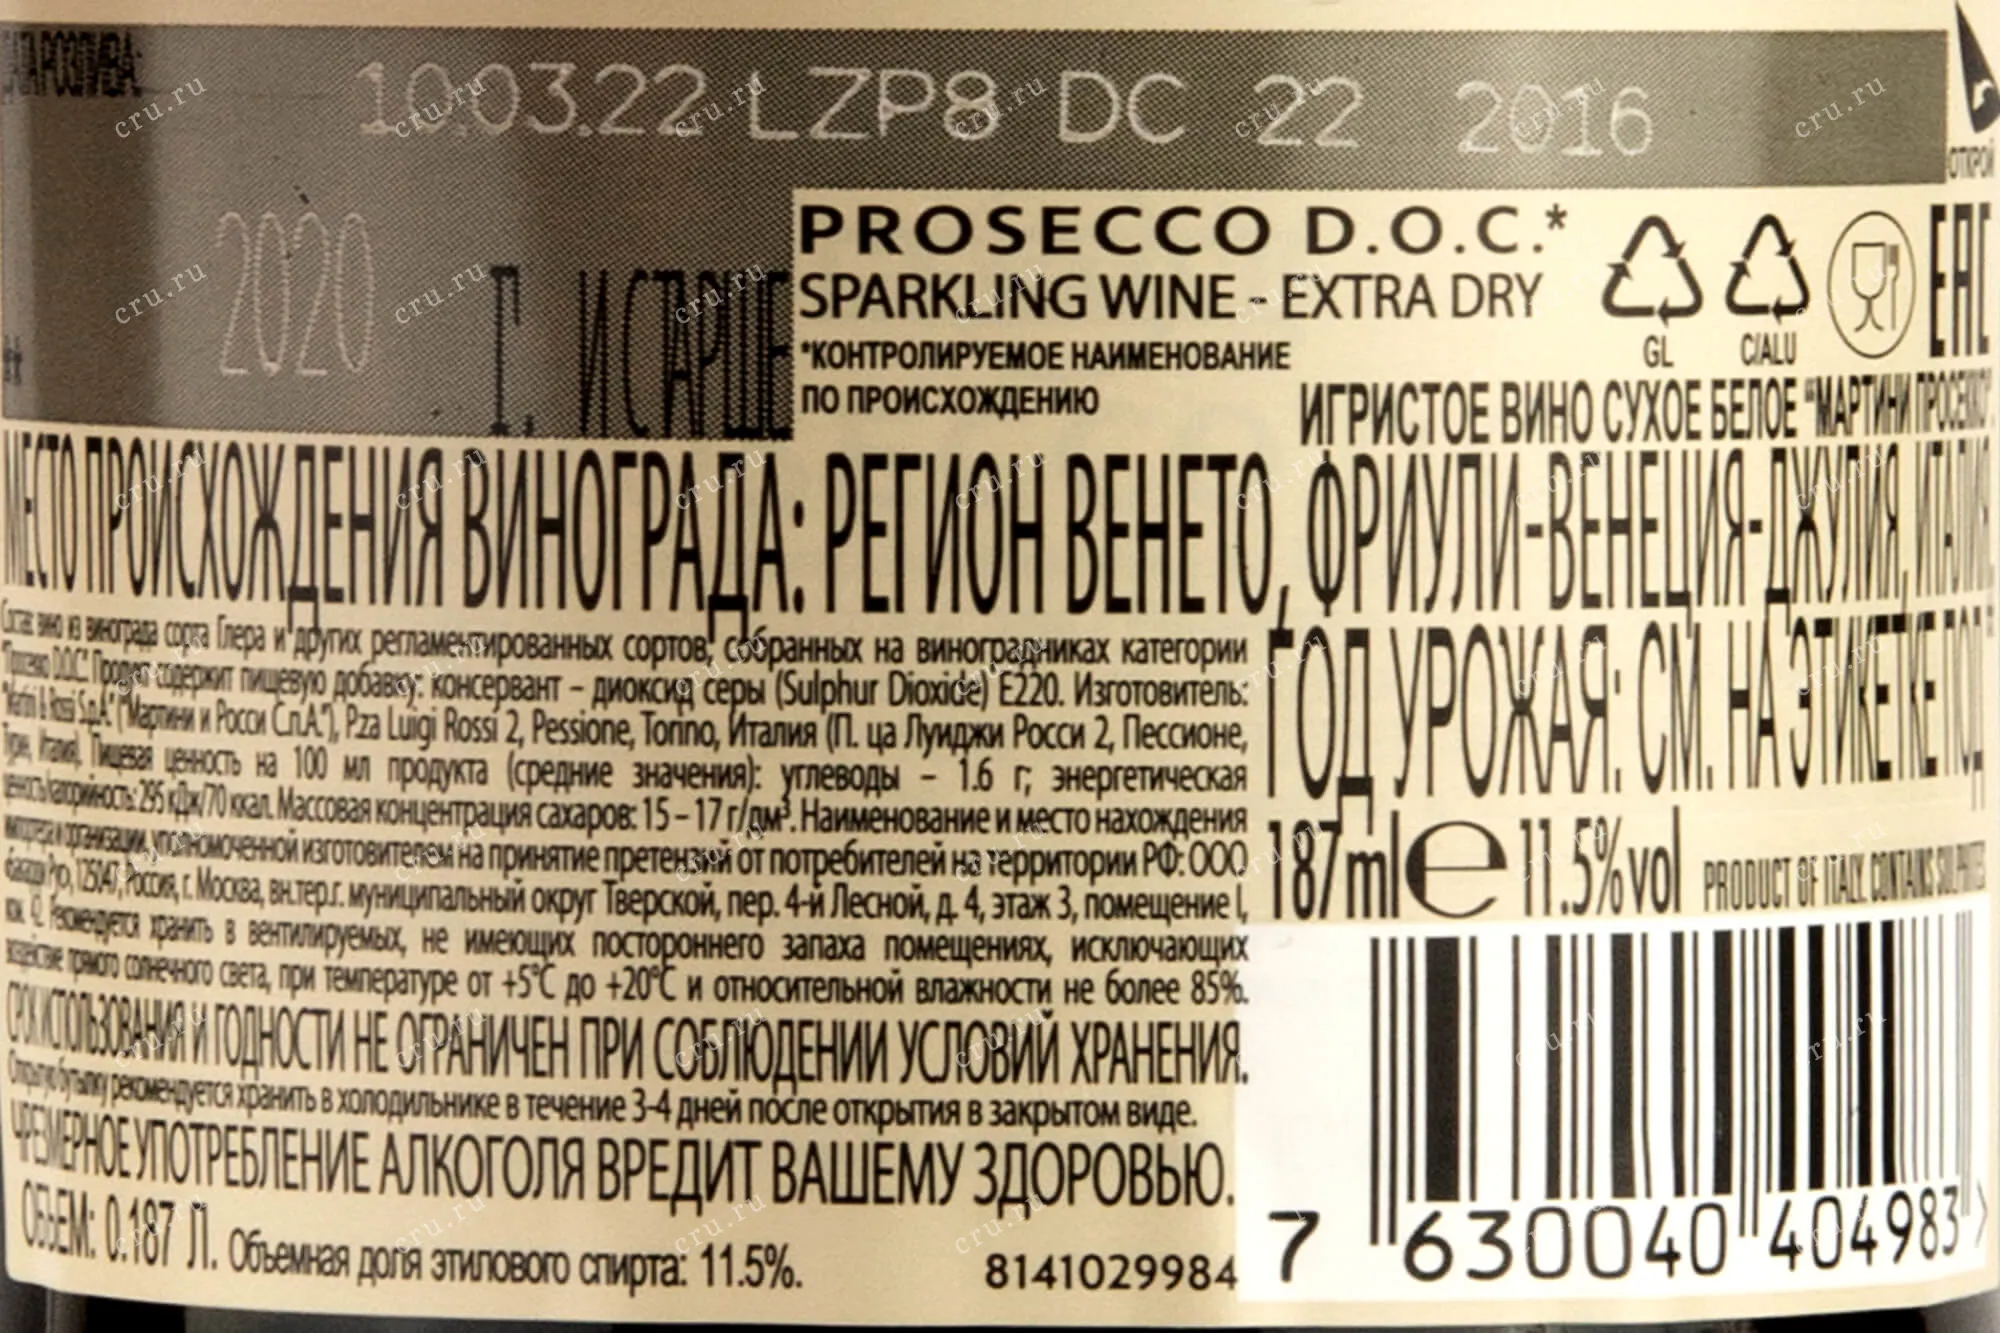 ДАТА РОЗЛИВА:
10.03.22 LZP8 DC 22 2016
ОТКРОЙ
2020 Г. И СТАРШЕ
PROSECCO D.O.C.*
SPARKLING WINE - EXTRA DRY
*КОНТРОЛИРУЕМОЕ НАИМЕНОВАНИЕ
ПО ПРОИСХОЖДЕНИЮ
GL
C/ALU
EAC
ИГРИСТОЕ ВИНО СУХОЕ БЕЛОЕ "МАРТИНИ ПРОСЕККО".
МЕСТО ПРОИСХОЖДЕНИЯ ВИНОГРАДА: РЕГИОН ВЕНЕТО, ФРИУЛИ-ВЕНЕЦИЯ-ДЖУЛИЯ, ИТАЛИЯ.
Состав: вино из винограда сорта Глера и других регламентированных сортов, собранных на виноградниках категории
"Просекко D.O.C.". Продукт содержит пищевую добавку: консервант – диоксид серы (Sulphur Dioxide) E220. Изготовитель:
"Martini & Rossi S.p.A." ("Мартини и Росси С.п.А."), P.za Luigi Rossi 2, Pessione, Torino, Италия (П. ца Луиджи Росси 2, Пессионе,
Турин, Италия). Пищевая ценность на 100 мл продукта (средние значения): углеводы – 1.6 г; энергетическая
ценность/калорийность: 295 кДж/70 ккал. Массовая концентрация сахаров: 15 – 17 г/дм³. Наименование и место нахождения
импортера и организации, уполномоченной изготовителем на принятие претензий от потребителей на территории РФ: ООО
«Бакарди Рус», 125047, Россия, г. Москва, вн.тер.г. муниципальный округ Тверской, пер. 4-й Лесной, д. 4, этаж 3, помещение I,
ком. 42. Рекомендуется хранить в вентилируемых, не имеющих постороннего запаха помещениях, исключающих
воздействие прямого солнечного света, при температуре от +5°C до +20°C и относительной влажности не более 85%.
СРОК ИСПОЛЬЗОВАНИЯ И ГОДНОСТИ НЕ ОГРАНИЧЕН ПРИ СОБЛЮДЕНИИ УСЛОВИЙ ХРАНЕНИЯ.
Открытую бутылку рекомендуется хранить в холодильнике в течение 3-4 дней после открытия в закрытом виде.
ЧРЕЗМЕРНОЕ УПОТРЕБЛЕНИЕ АЛКОГОЛЯ ВРЕДИТ ВАШЕМУ ЗДОРОВЬЮ.
ОБЪЕМ: 0.187 Л. Объемная доля этилового спирта: 11.5%.
8141029984
ГОД УРОЖАЯ: СМ. НА ЭТИКЕТКЕ ГОД
187ml e 11.5%vol PRODUCT OF ITALY. CONTAINS SULPHITES
7 630040 404983 >
cru.ru